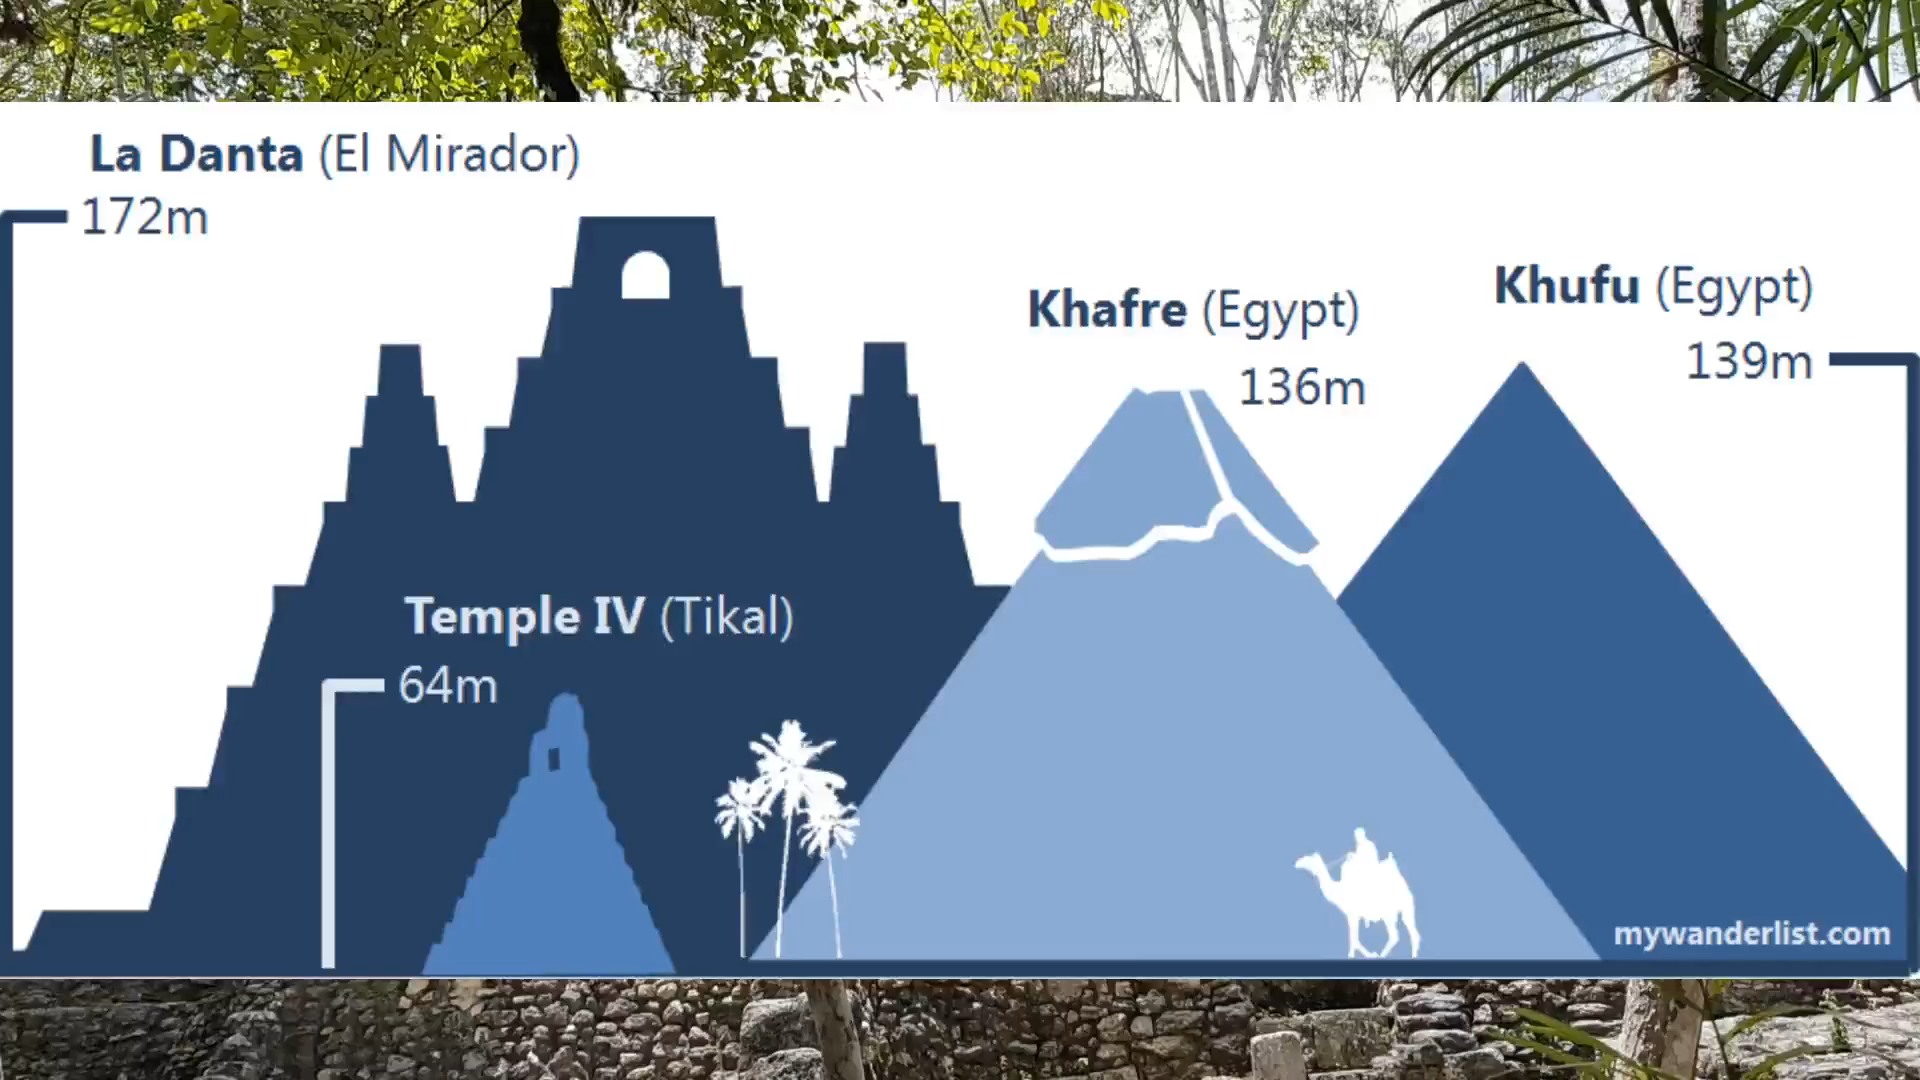 La Danta (El Mirador)
172m
Khafre (Egypt)
136m
Khufu (Egypt)
139m
Temple IV (Tikal)
64m
mywanderlist.com